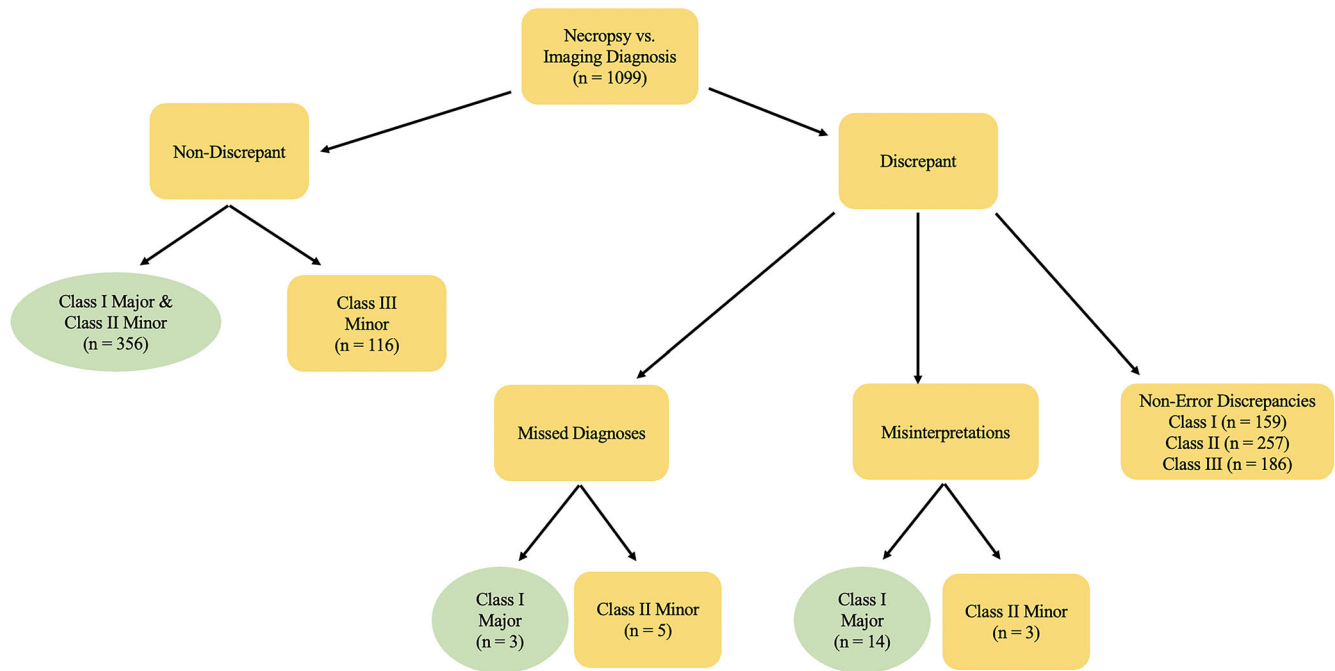 Necropsy vs.
Imaging Diagnosis
(n = 1099)
Non-Discrepant
Discrepant
Class I Major &
Class II Minor
(n = 356)
Class III
Minor
(n = 116)
Missed Diagnoses
Misinterpretations
Non-Error Discrepancies
Class I (n = 159)
Class II (n = 257)
Class III (n = 186)
Class I
Major
(n = 3)
Class II Minor
(n = 5)
Class I
Major
(n = 14)
Class II Minor
(n = 3)